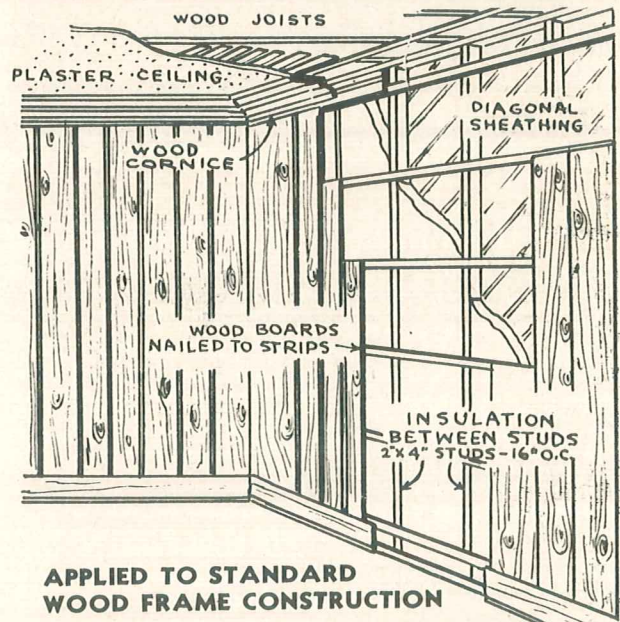 WOOD JOISTS
PLASTER CEILING
DIAGONAL
SHEATHING
WOOD
CORNICE
WOOD BOARDS
NAILED TO STRIPS
INSULATION
BETWEEN STUDS
2"X4" STUDS-16"O.C.
APPLIED TO STANDARD
WOOD FRAME CONSTRUCTION